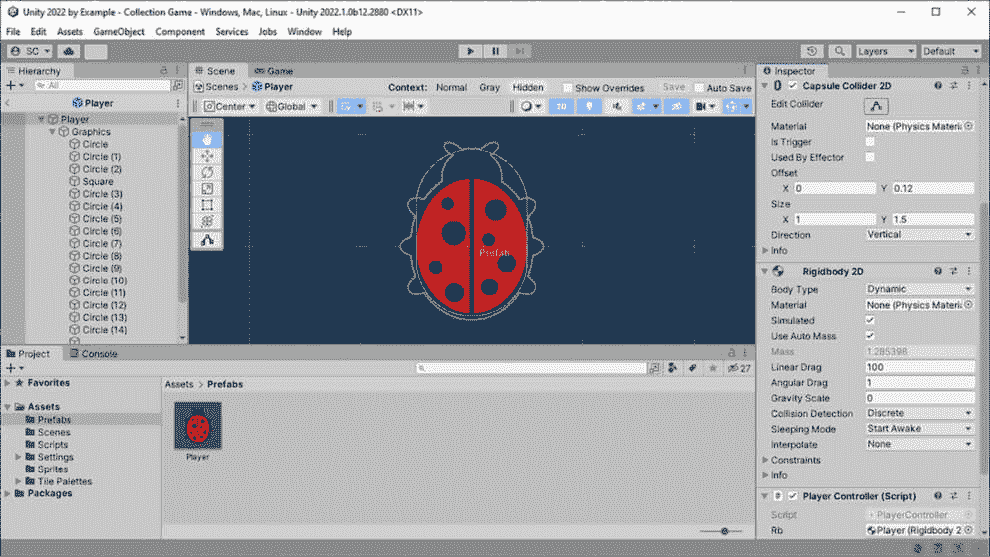 Unity 2022 by Example - Collection Game - Windows, Mac, Linux - Unity 2022.1.0b12.2880 <DX11>
File Edit Assets GameObject Component Services Jobs Window Help
SC Layers Default
Hierarchy
All
Player
Player
Graphics
Circle
Circle (1)
Circle (2)
Square
Circle (3)
Circle (4)
Circle (5)
Circle (6)
Circle (7)
Circle (8)
Circle (9)
Circle (10)
Circle (11)
Circle (12)
Circle (13)
Circle (14)
Scene Game
Scenes Player Context: Normal Gray Hidden Show Overrides Save Auto Save
Center Global 2D
Prefab
Inspector
Capsule Collider 2D
Edit Collider
Material None (Physics Materi
Is Trigger
Used By Effector
Offset
X 0 Y 0.12
Size
X 1 Y 1.5
Direction Vertical
Info
Rigidbody 2D
Body Type Dynamic
Material None (Physics Materi
Simulated
Use Auto Mass
Mass 1.285398
Linear Drag 100
Angular Drag 1
Gravity Scale 0
Collision Detection Discrete
Sleeping Mode Start Awake
Interpolate None
Constraints
Info
Player Controller (Script)
Script PlayerController
Rb Player (Rigidbody 2
Project Console
27
Favorites
Assets
Prefabs
Scenes
Scripts
Settings
Sprites
Tile Palettes
Packages
Assets > Prefabs
Player